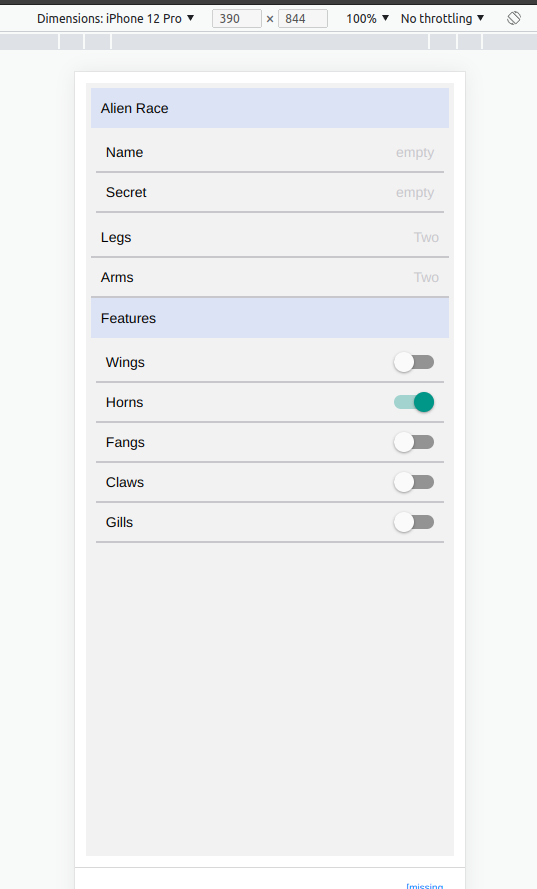 Dimensions: iPhone 12 Pro ▼ 390 × 844 100% ▼ No throttling ▼
Alien Race
Name empty
Secret empty
Legs Two
Arms Two
Features
Wings
Horns
Fangs
Claws
Gills
[missing